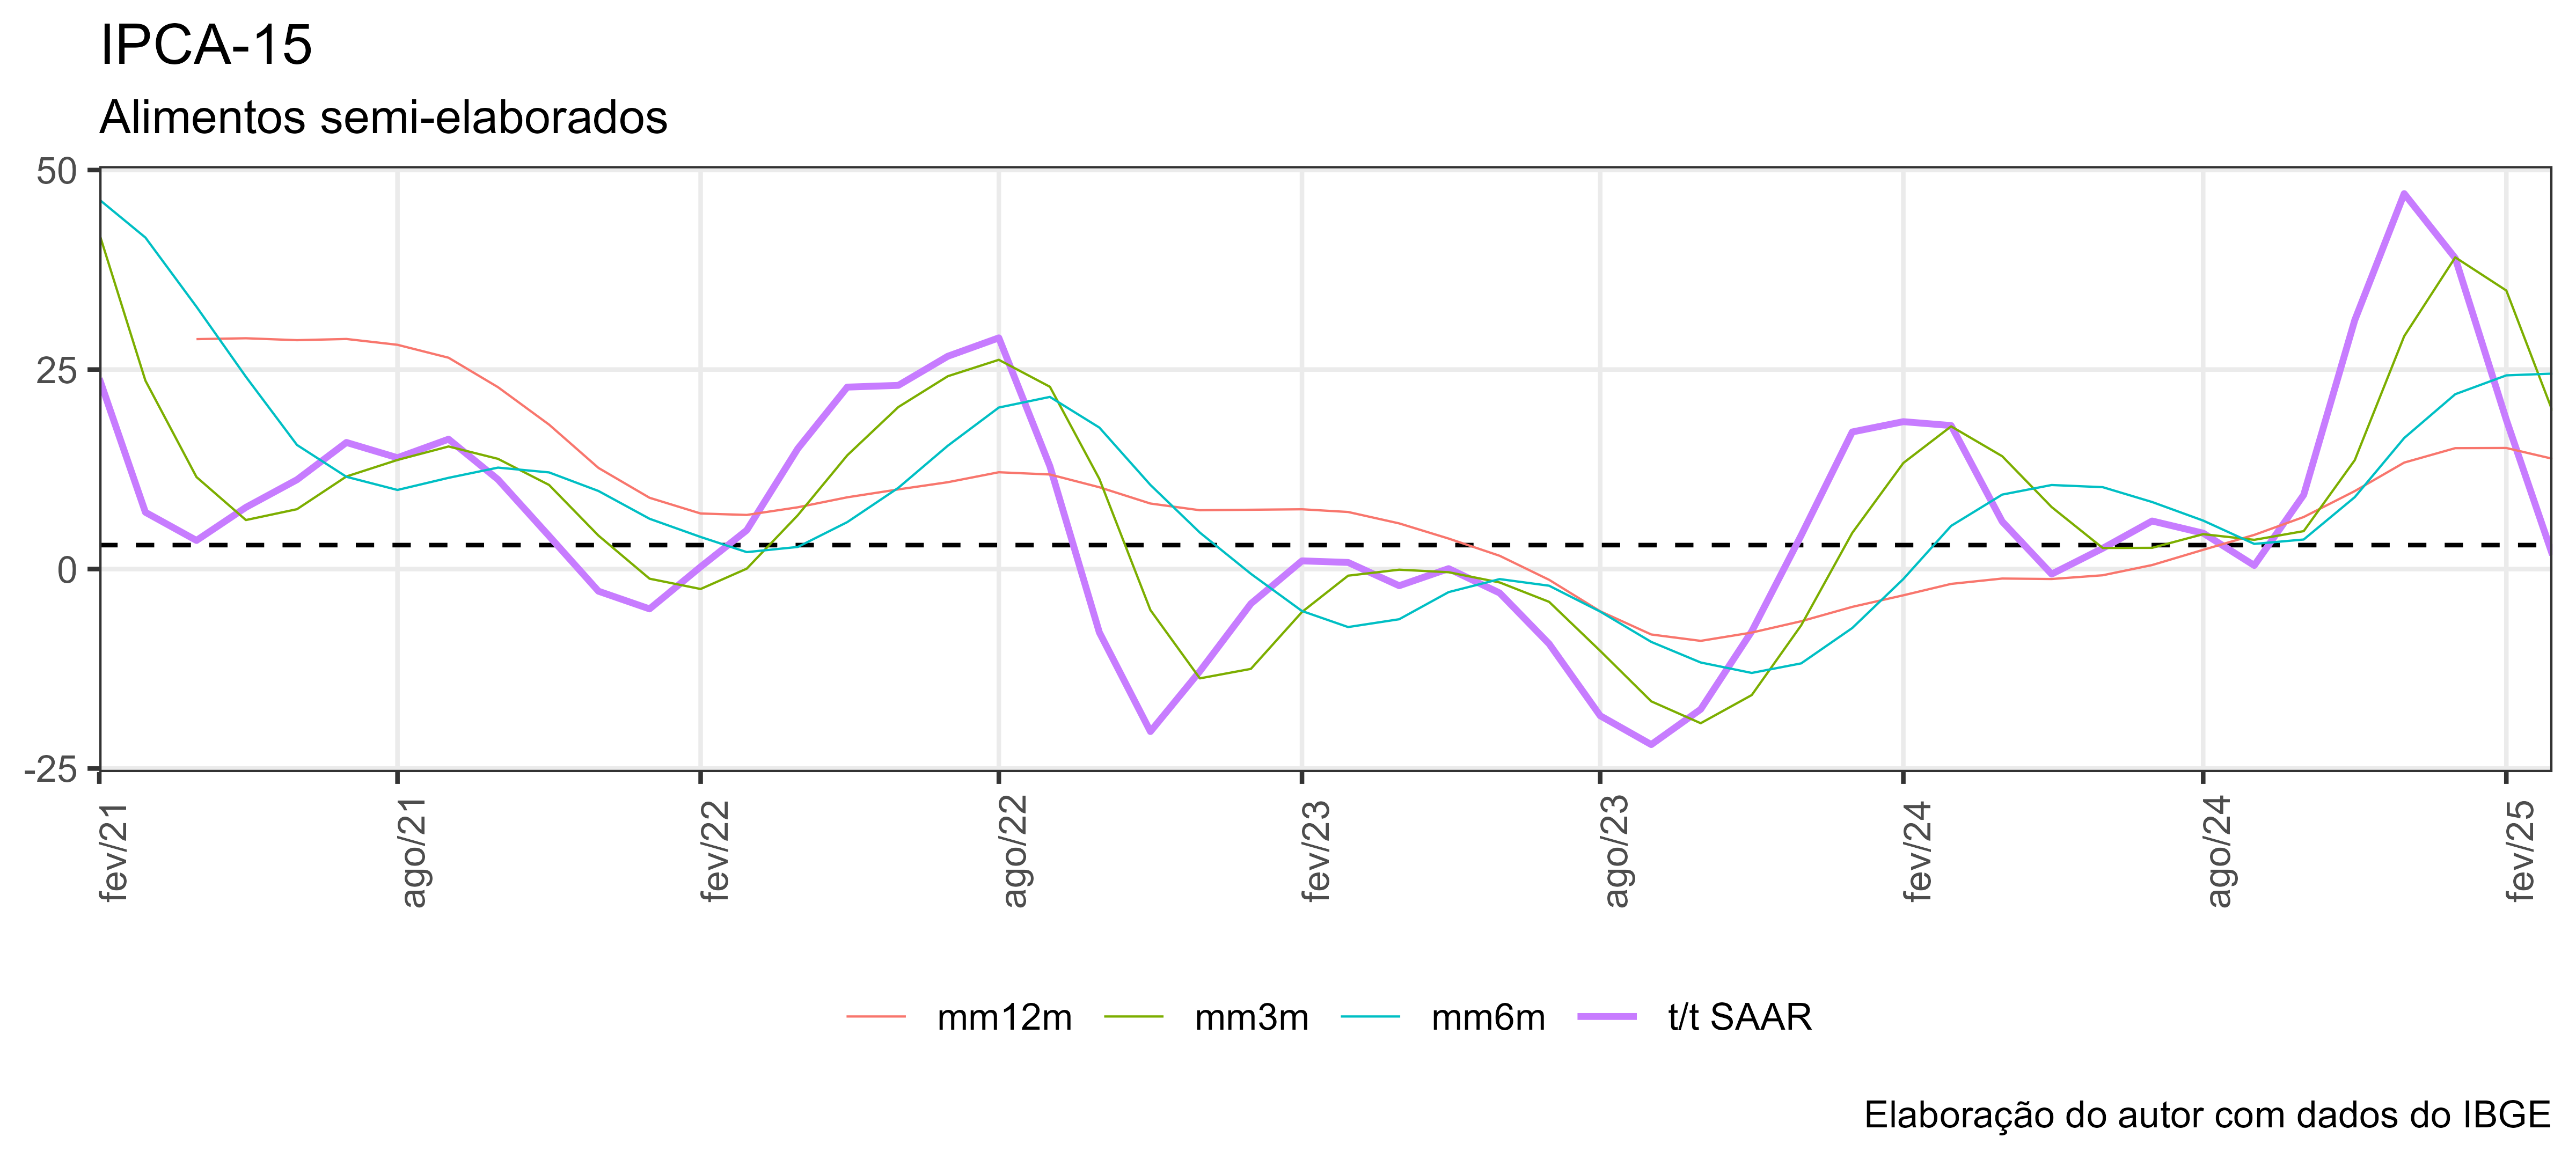 IPCA-15
Alimentos semi-elaborados
50
25
0
-25
fev/21
ago/21
fev/22
ago/22
fev/23
ago/23
fev/24
ago/24
fev/25
mm12m
mm3m
mm6m
t/t SAAR
Elaboração do autor com dados do IBGE